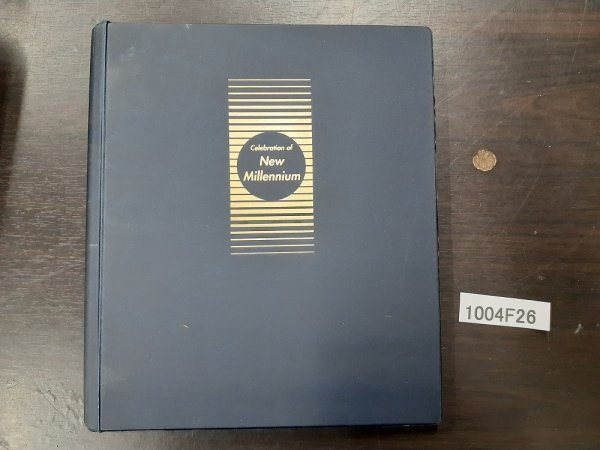 Celebration of
New
Millennium
1004F26